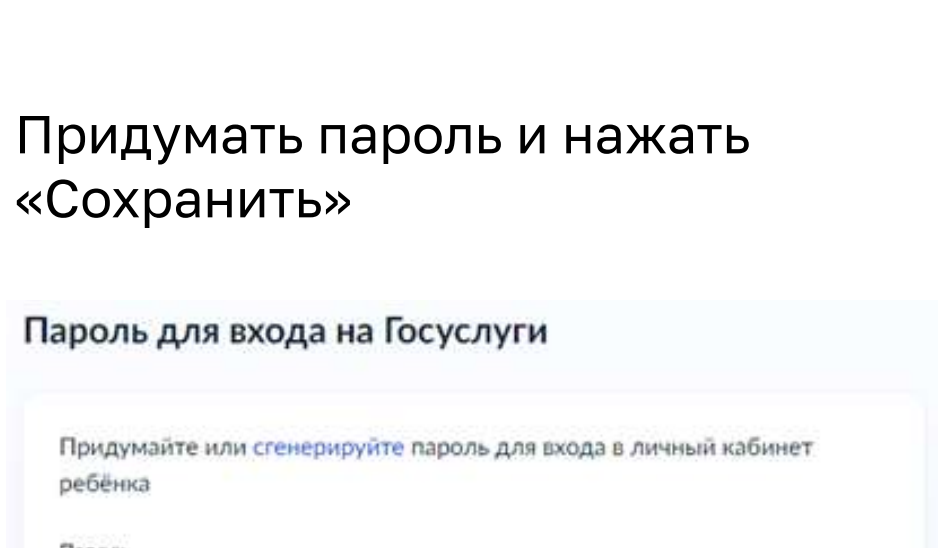 Придумать пароль и нажать
«Сохранить»
Пароль для входа на Госуслуги
Придумайте или сгенерируйте пароль для входа в личный кабинет
ребёнка